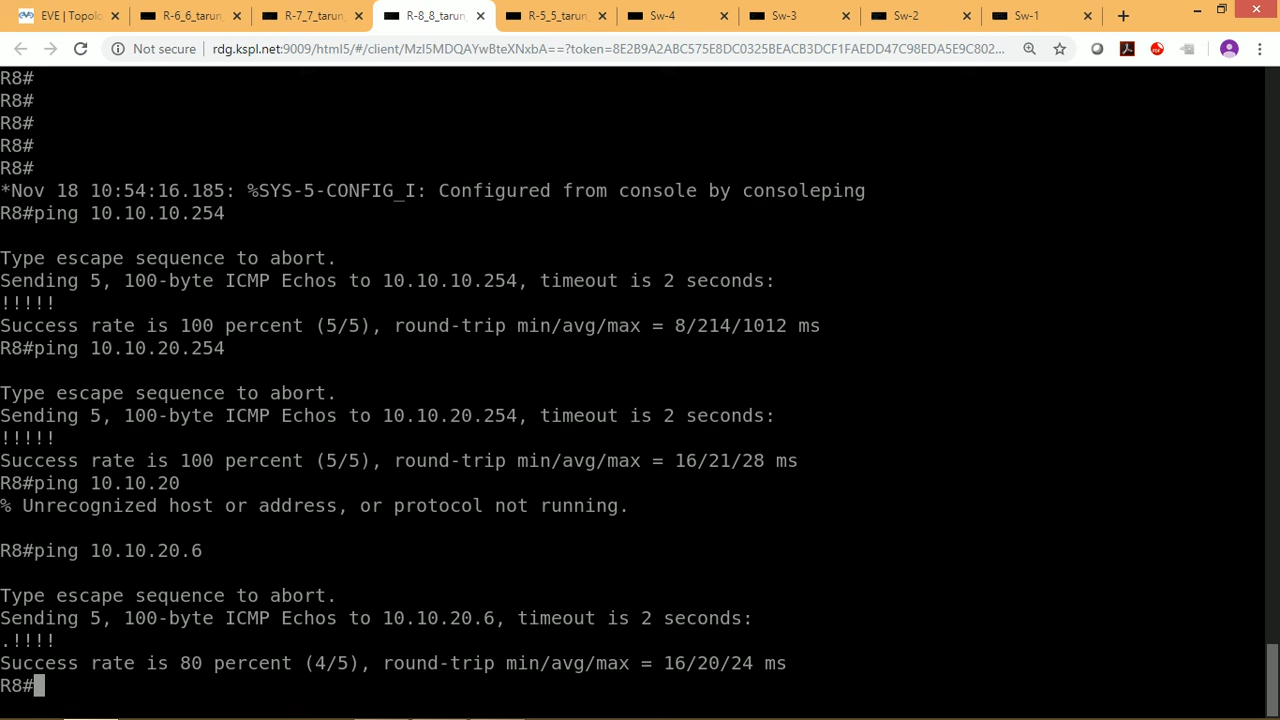 EVE | Topolo
R-6_6_tarun_
R-7_7_tarun_
R-8_8_tarun_
R-5_5_tarun_
Sw-4
Sw-3
Sw-2
Sw-1
Not secure
rdg.kspl.net:9009/html5/#/client/MzI5MDQAYwBteXNxbA==?token=8E2B9A2ABC575E8DC0325BEACB3DCF1FAEDD47C98EDA5E9C802...
R8#
R8#
R8#
R8#
R8#
*Nov 18 10:54:16.185: %SYS-5-CONFIG_I: Configured from console by consoleping
R8#ping 10.10.10.254
Type escape sequence to abort.
Sending 5, 100-byte ICMP Echos to 10.10.10.254, timeout is 2 seconds:
!!!!!
Success rate is 100 percent (5/5), round-trip min/avg/max = 8/214/1012 ms
R8#ping 10.10.20.254
Type escape sequence to abort.
Sending 5, 100-byte ICMP Echos to 10.10.20.254, timeout is 2 seconds:
!!!!!
Success rate is 100 percent (5/5), round-trip min/avg/max = 16/21/28 ms
R8#ping 10.10.20
% Unrecognized host or address, or protocol not running.
R8#ping 10.10.20.6
Type escape sequence to abort.
Sending 5, 100-byte ICMP Echos to 10.10.20.6, timeout is 2 seconds:
.!!!!
Success rate is 80 percent (4/5), round-trip min/avg/max = 16/20/24 ms
R8#